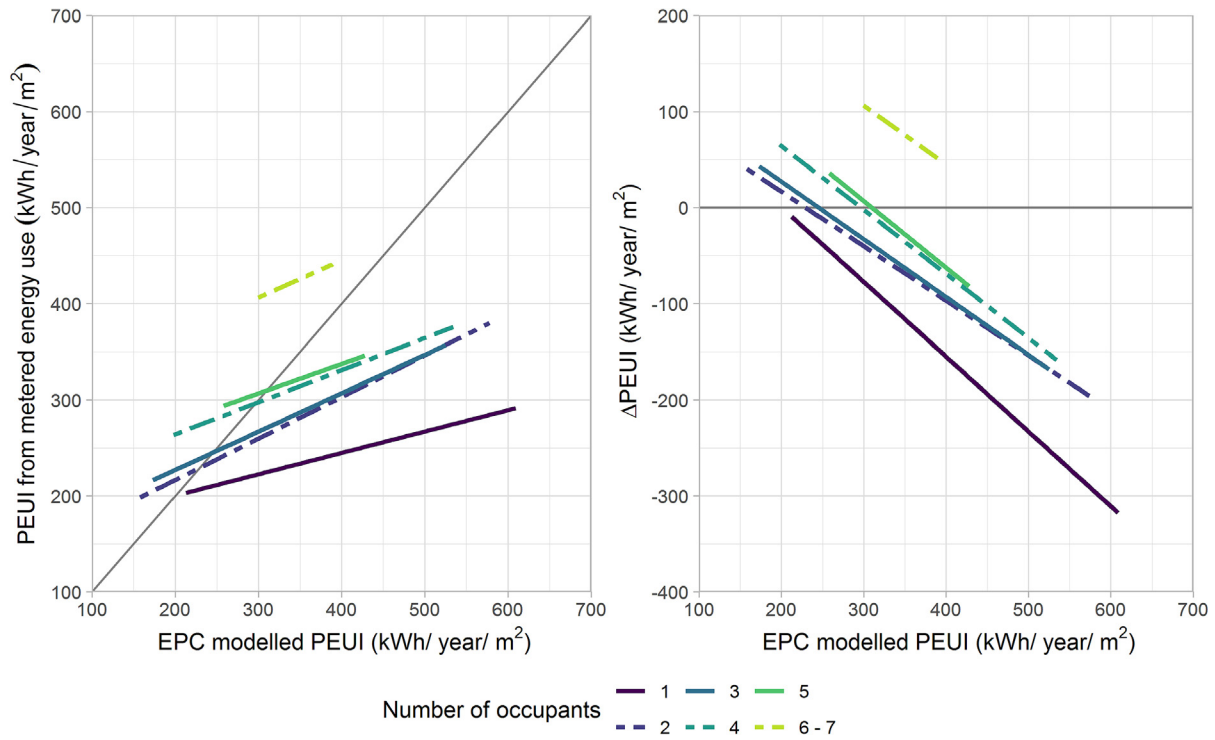 700
600
500
400
300
200
100
PEUI from metered energy use (kWh/year/m²)
100 200 300 400 500 600 700
EPC modelled PEUI (kWh/ year/ m²)
200
100
0
-100
-200
-300
-400
ΔPEUI (kWh/ year/ m²)
100 200 300 400 500 600 700
EPC modelled PEUI (kWh/ year/ m²)
Number of occupants
1 3 5
2 4 6 - 7